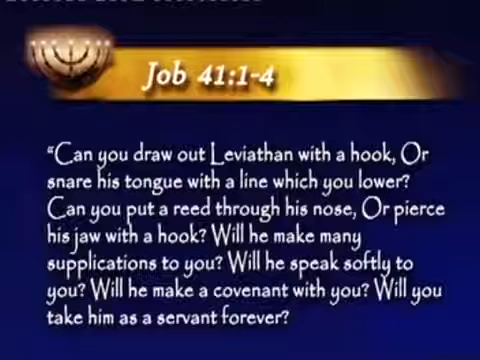 Job 41:1-4
“Can you draw out Leviathan with a hook, Or
snare his tongue with a line which you lower?
Can you put a reed through his nose, Or pierce
his jaw with a hook? Will he make many
supplications to you? Will he speak softly to
you? Will he make a covenant with you? Will you
take him as a servant forever?